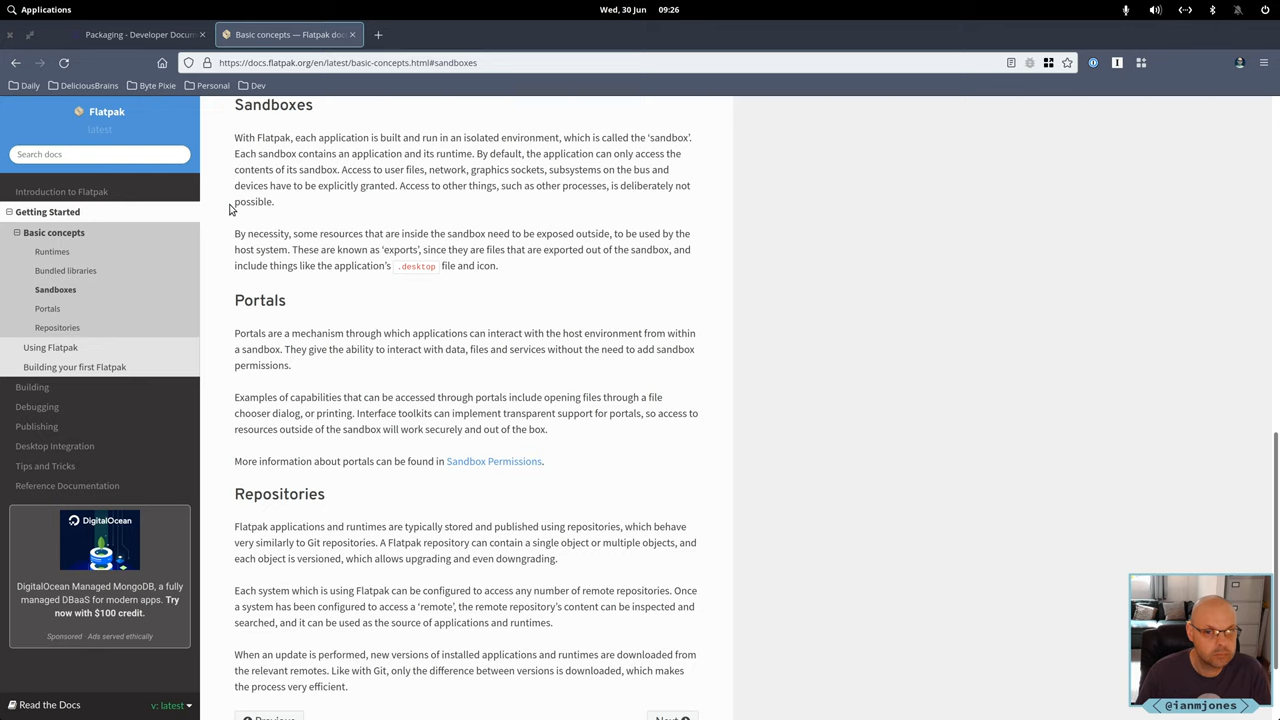 Applications
Wed, 30 Jun 09:26
Packaging - Developer Docum
Basic concepts — Flatpak doc
https://docs.flatpak.org/en/latest/basic-concepts.html#sandboxes
Daily
DeliciousBrains
Byte Pixie
Personal
Dev
Flatpak
latest
Search docs
Introduction to Flatpak
Getting Started
Basic concepts
Runtimes
Bundled libraries
Sandboxes
Portals
Repositories
Using Flatpak
Building your first Flatpak
Building
Debugging
Publishing
Desktop Integration
Tips and Tricks
Reference Documentation
DigitalOcean
DigitalOcean Managed MongoDB, a fully
managed DBaaS for modern apps. Try
now with $100 credit.
Sponsored · Ads served ethically
Read the Docs
v: latest
Sandboxes
With Flatpak, each application is built and run in an isolated environment, which is called the ‘sandbox’.
Each sandbox contains an application and its runtime. By default, the application can only access the
contents of its sandbox. Access to user files, network, graphics sockets, subsystems on the bus and
devices have to be explicitly granted. Access to other things, such as other processes, is deliberately not
possible.
By necessity, some resources that are inside the sandbox need to be exposed outside, to be used by the
host system. These are known as ‘exports’, since they are files that are exported out of the sandbox, and
include things like the application’s .desktop file and icon.
Portals
Portals are a mechanism through which applications can interact with the host environment from within
a sandbox. They give the ability to interact with data, files and services without the need to add sandbox
permissions.
Examples of capabilities that can be accessed through portals include opening files through a file
chooser dialog, or printing. Interface toolkits can implement transparent support for portals, so access to
resources outside of the sandbox will work securely and out of the box.
More information about portals can be found in Sandbox Permissions.
Repositories
Flatpak applications and runtimes are typically stored and published using repositories, which behave
very similarly to Git repositories. A Flatpak repository can contain a single object or multiple objects, and
each object is versioned, which allows upgrading and even downgrading.
Each system which is using Flatpak can be configured to access any number of remote repositories. Once
a system has been configured to access a ‘remote’, the remote repository’s content can be inspected and
searched, and it can be used as the source of applications and runtimes.
When an update is performed, new versions of installed applications and runtimes are downloaded from
the relevant remotes. Like with Git, only the difference between versions is downloaded, which makes
the process very efficient.
Previous
Next
@ianmjones